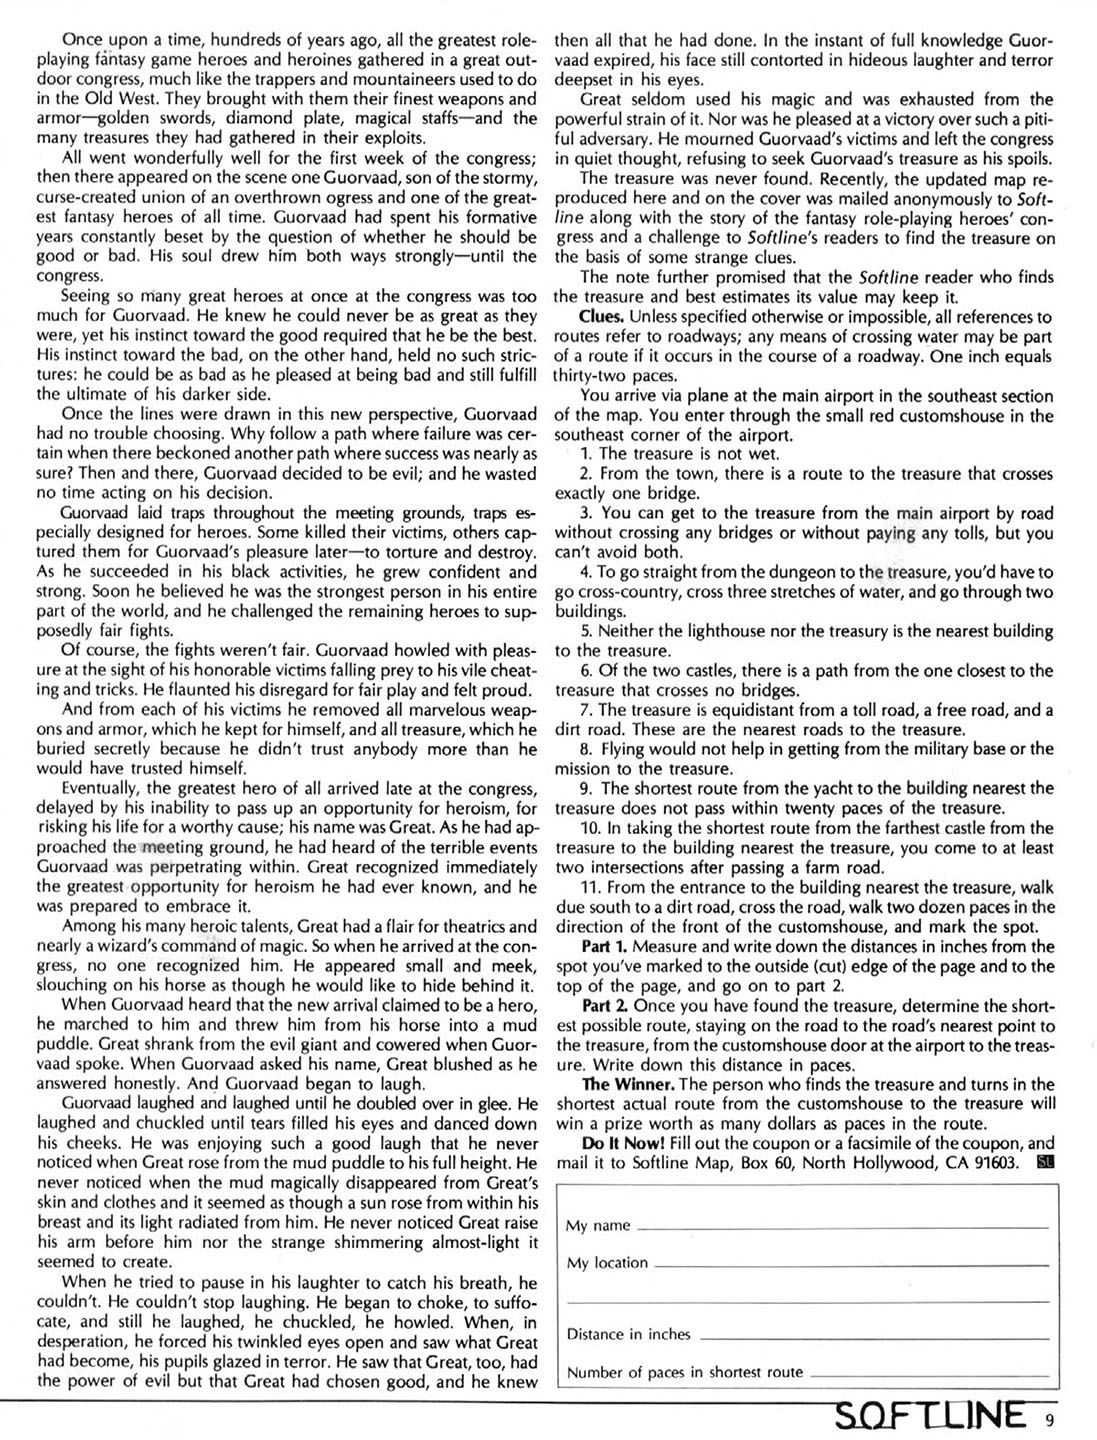 Once upon a time, hundreds of years ago, all the greatest role-
playing fantasy game heroes and heroines gathered in a great out-
door congress, much like the trappers and mountaineers used to do
in the Old West. They brought with them their finest weapons and
armor—golden swords, diamond plate, magical staffs—and the
many treasures they had gathered in their exploits.
All went wonderfully well for the first week of the congress;
then there appeared on the scene one Guorvaad, son of the stormy,
curse-created union of an overthrown ogress and one of the great-
est fantasy heroes of all time. Guorvaad had spent his formative
years constantly beset by the question of whether he should be
good or bad. His soul drew him both ways strongly—until the
congress.
Seeing so many great heroes at once at the congress was too
much for Guorvaad. He knew he could never be as great as they
were, yet his instinct toward the good required that he be the best.
His instinct toward the bad, on the other hand, held no such stric-
tures: he could be as bad as he pleased at being bad and still fulfill
the ultimate of his darker side.
Once the lines were drawn in this new perspective, Guorvaad
had no trouble choosing. Why follow a path where failure was cer-
tain when there beckoned another path where success was nearly as
sure? Then and there, Guorvaad decided to be evil; and he wasted
no time acting on his decision.
Guorvaad laid traps throughout the meeting grounds, traps es-
pecially designed for heroes. Some killed their victims, others cap-
tured them for Guorvaad's pleasure later—to torture and destroy.
As he succeeded in his black activities, he grew confident and
strong. Soon he believed he was the strongest person in his entire
part of the world, and he challenged the remaining heroes to sup-
posedly fair fights.
Of course, the fights weren't fair. Guorvaad howled with pleas-
ure at the sight of his honorable victims falling prey to his vile cheat-
ing and tricks. He flaunted his disregard for fair play and felt proud.
And from each of his victims he removed all marvelous weap-
ons and armor, which he kept for himself, and all treasure, which he
buried secretly because he didn't trust anybody more than he
would have trusted himself.
Eventually, the greatest hero of all arrived late at the congress,
delayed by his inability to pass up an opportunity for heroism, for
risking his life for a worthy cause; his name was Great. As he had ap-
proached the meeting ground, he had heard of the terrible events
Guorvaad was perpetrating within. Great recognized immediately
the greatest opportunity for heroism he had ever known, and he
was prepared to embrace it.
Among his many heroic talents, Great had a flair for theatrics and
nearly a wizard's command of magic. So when he arrived at the con-
gress, no one recognized him. He appeared small and meek,
slouching on his horse as though he would like to hide behind it.
When Guorvaad heard that the new arrival claimed to be a hero,
he marched to him and threw him from his horse into a mud
puddle. Great shrank from the evil giant and cowered when Guor-
vaad spoke. When Guorvaad asked his name, Great blushed as he
answered honestly. And Guorvaad began to laugh.
Guorvaad laughed and laughed until he doubled over in glee. He
laughed and chuckled until tears filled his eyes and danced down
his cheeks. He was enjoying such a good laugh that he never
noticed when Great rose from the mud puddle to his full height. He
never noticed when the mud magically disappeared from Great's
skin and clothes and it seemed as though a sun rose from within his
breast and its light radiated from him. He never noticed Great raise
his arm before him nor the strange shimmering almost-light it
seemed to create.
When he tried to pause in his laughter to catch his breath, he
couldn't. He couldn't stop laughing. He began to choke, to suffo-
cate, and still he laughed, he chuckled, he howled. When, in
desperation, he forced his twinkled eyes open and saw what Great
had become, his pupils glazed in terror. He saw that Great, too, had
the power of evil but that Great had chosen good, and he knew
then all that he had done. In the instant of full knowledge Guor-
vaad expired, his face still contorted in hideous laughter and terror
deepset in his eyes.
Great seldom used his magic and was exhausted from the
powerful strain of it. Nor was he pleased at a victory over such a piti-
ful adversary. He mourned Guorvaad's victims and left the congress
in quiet thought, refusing to seek Guorvaad's treasure as his spoils.
The treasure was never found. Recently, the updated map re-
produced here and on the cover was mailed anonymously to Soft-
line along with the story of the fantasy role-playing heroes' con-
gress and a challenge to Softline's readers to find the treasure on
the basis of some strange clues.
The note further promised that the Softline reader who finds
the treasure and best estimates its value may keep it.
Clues. Unless specified otherwise or impossible, all references to
routes refer to roadways; any means of crossing water may be part
of a route if it occurs in the course of a roadway. One inch equals
thirty-two paces.
You arrive via plane at the main airport in the southeast section
of the map. You enter through the small red customshouse in the
southeast corner of the airport.
1. The treasure is not wet.
2. From the town, there is a route to the treasure that crosses
exactly one bridge.
3. You can get to the treasure from the main airport by road
without crossing any bridges or without paying any tolls, but you
can't avoid both.
4. To go straight from the dungeon to the treasure, you'd have to
go cross-country, cross three stretches of water, and go through two
buildings.
5. Neither the lighthouse nor the treasury is the nearest building
to the treasure.
6. Of the two castles, there is a path from the one closest to the
treasure that crosses no bridges.
7. The treasure is equidistant from a toll road, a free road, and a
dirt road. These are the nearest roads to the treasure.
8. Flying would not help in getting from the military base or the
mission to the treasure.
9. The shortest route from the yacht to the building nearest the
treasure does not pass within twenty paces of the treasure.
10. In taking the shortest route from the farthest castle from the
treasure to the building nearest the treasure, you come to at least
two intersections after passing a farm road.
11. From the entrance to the building nearest the treasure, walk
due south to a dirt road, cross the road, walk two dozen paces in the
direction of the front of the customshouse, and mark the spot.
Part 1. Measure and write down the distances in inches from the
spot you've marked to the outside (cut) edge of the page and to the
top of the page, and go on to part 2.
Part 2. Once you have found the treasure, determine the short-
est possible route, staying on the road to the road's nearest point to
the treasure, from the customshouse door at the airport to the treas-
ure. Write down this distance in paces.
The Winner. The person who finds the treasure and turns in the
shortest actual route from the customshouse to the treasure will
win a prize worth as many dollars as paces in the route.
Do It Now! Fill out the coupon or a facsimile of the coupon, and
mail it to Softline Map, Box 60, North Hollywood, CA 91603. SL
My name
My location
Distance in inches
Number of paces in shortest route
SOFTLINE 9